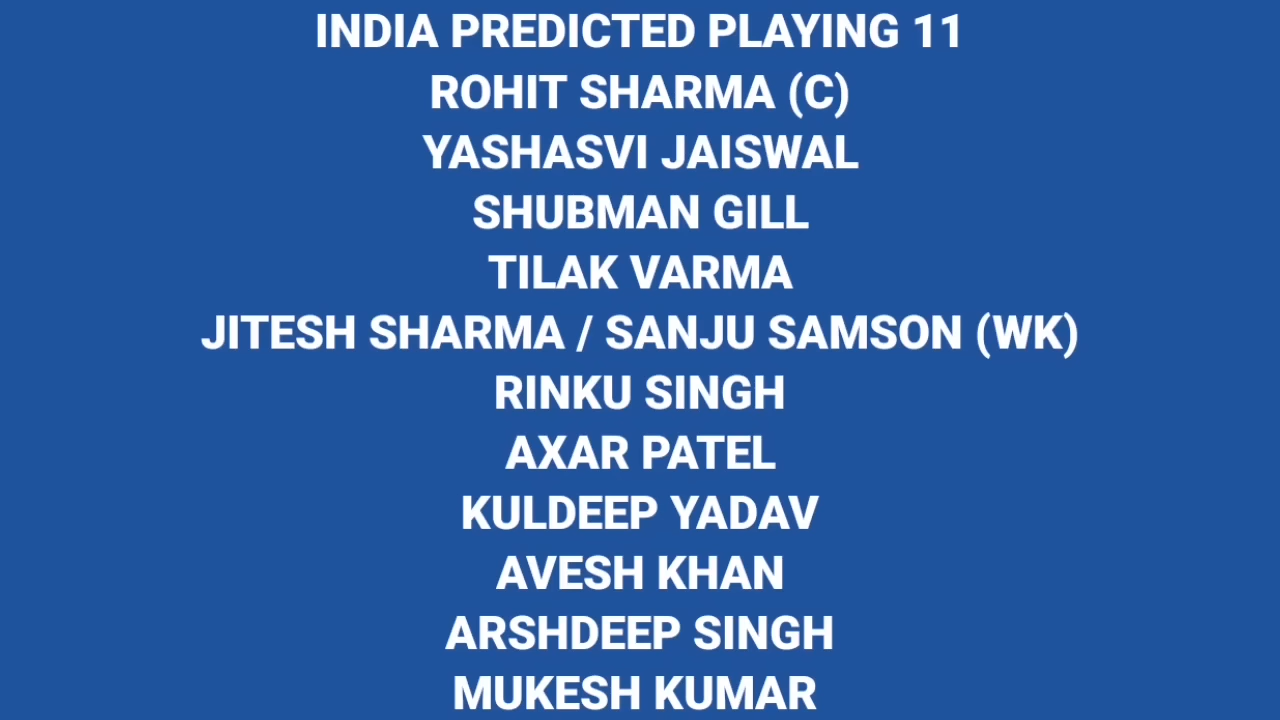 INDIA PREDICTED PLAYING 11
ROHIT SHARMA (C)
YASHASVI JAISWAL
SHUBMAN GILL
TILAK VARMA
JITESH SHARMA / SANJU SAMSON (WK)
RINKU SINGH
AXAR PATEL
KULDEEP YADAV
AVESH KHAN
ARSHDEEP SINGH
MUKESH KUMAR